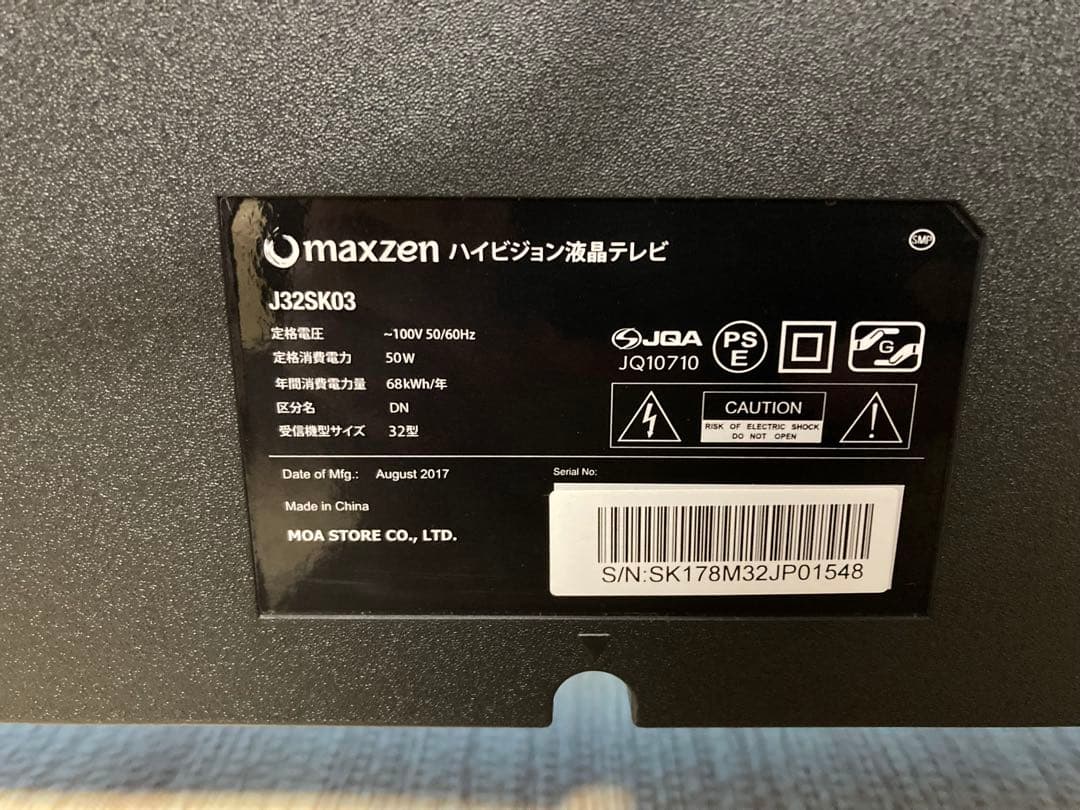 maxzen ハイビジョン液晶テレビ
SMP
J32SK03
定格電圧 ~100V 50/60Hz
定格消費電力 50W
年間消費電力量 68kWh/年
区分名 DN
受信機型サイズ 32型
JQA
JQ10710
PS
E
G
CAUTION
RISK OF ELECTRIC SHOCK
DO NOT OPEN
Date of Mfg.: August 2017
Made in China
MOA STORE CO., LTD.
Serial No:
S/N:SK178M32JP01548